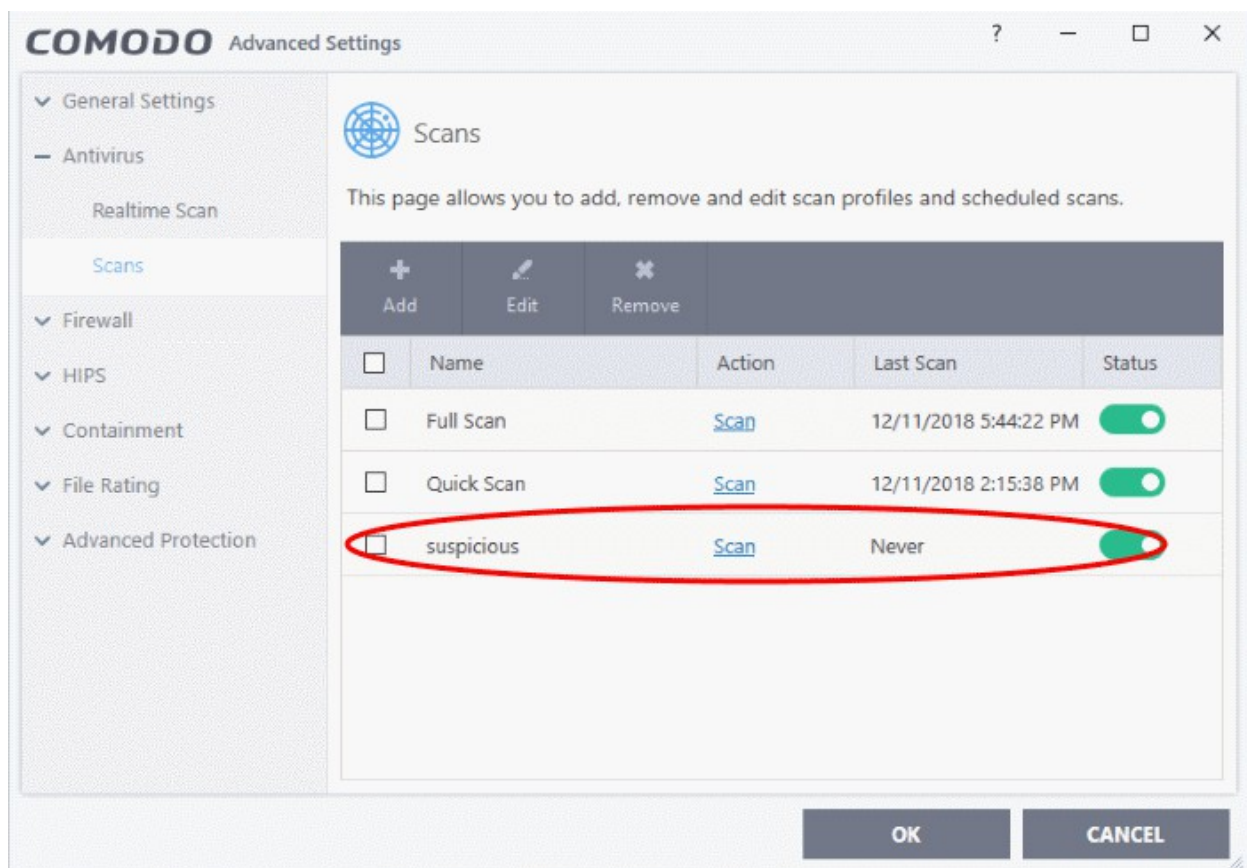 COMODO Advanced Settings ?
General Settings
Antivirus
Realtime Scan
Scans
Firewall
HIPS
Containment
File Rating
Advanced Protection
Scans
This page allows you to add, remove and edit scan profiles and scheduled scans.
Add Edit Remove
Name Action Last Scan Status
Full Scan Scan 12/11/2018 5:44:22 PM
Quick Scan Scan 12/11/2018 2:15:38 PM
suspicious Scan Never
OK CANCEL